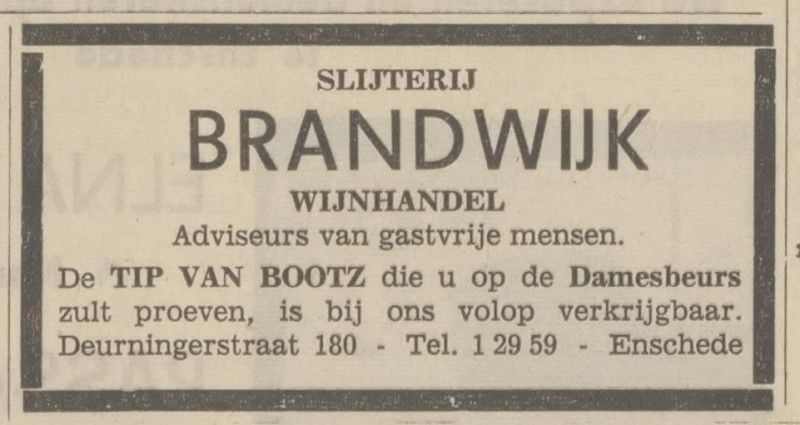 SLIJTERIJ
BRANDWIJK
WIJNHANDEL
Adviseurs van gastvrije mensen.
De TIP VAN BOOTZ die u op de Damesbeurs
zult proeven, is bij ons volop verkrijgbaar.
Deurningerstraat 180 - Tel. 1 29 59 - Enschede